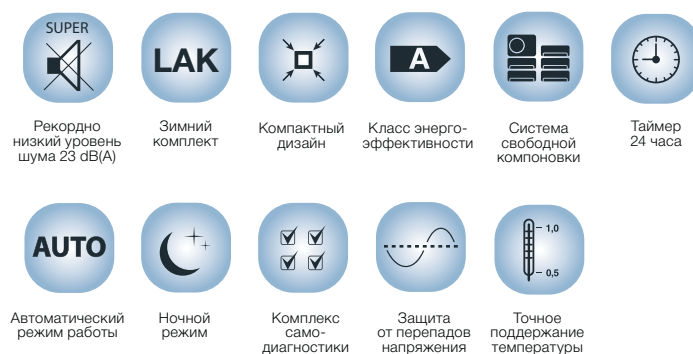 SUPER
LAK
A
Рекордно
низкий уровень
шума 23 dB(A)
Зимний
комплект
Компактный
дизайн
Класс энерго-
эффективности
Система
свободной
компоновки
Таймер
24 часа
AUTO
1,0
0,5
Автоматический
режим работы
Ночной
режим
Комплекс
само-
диагностики
Защита
от перепадов
напряжения
Точное
поддержание
температуры